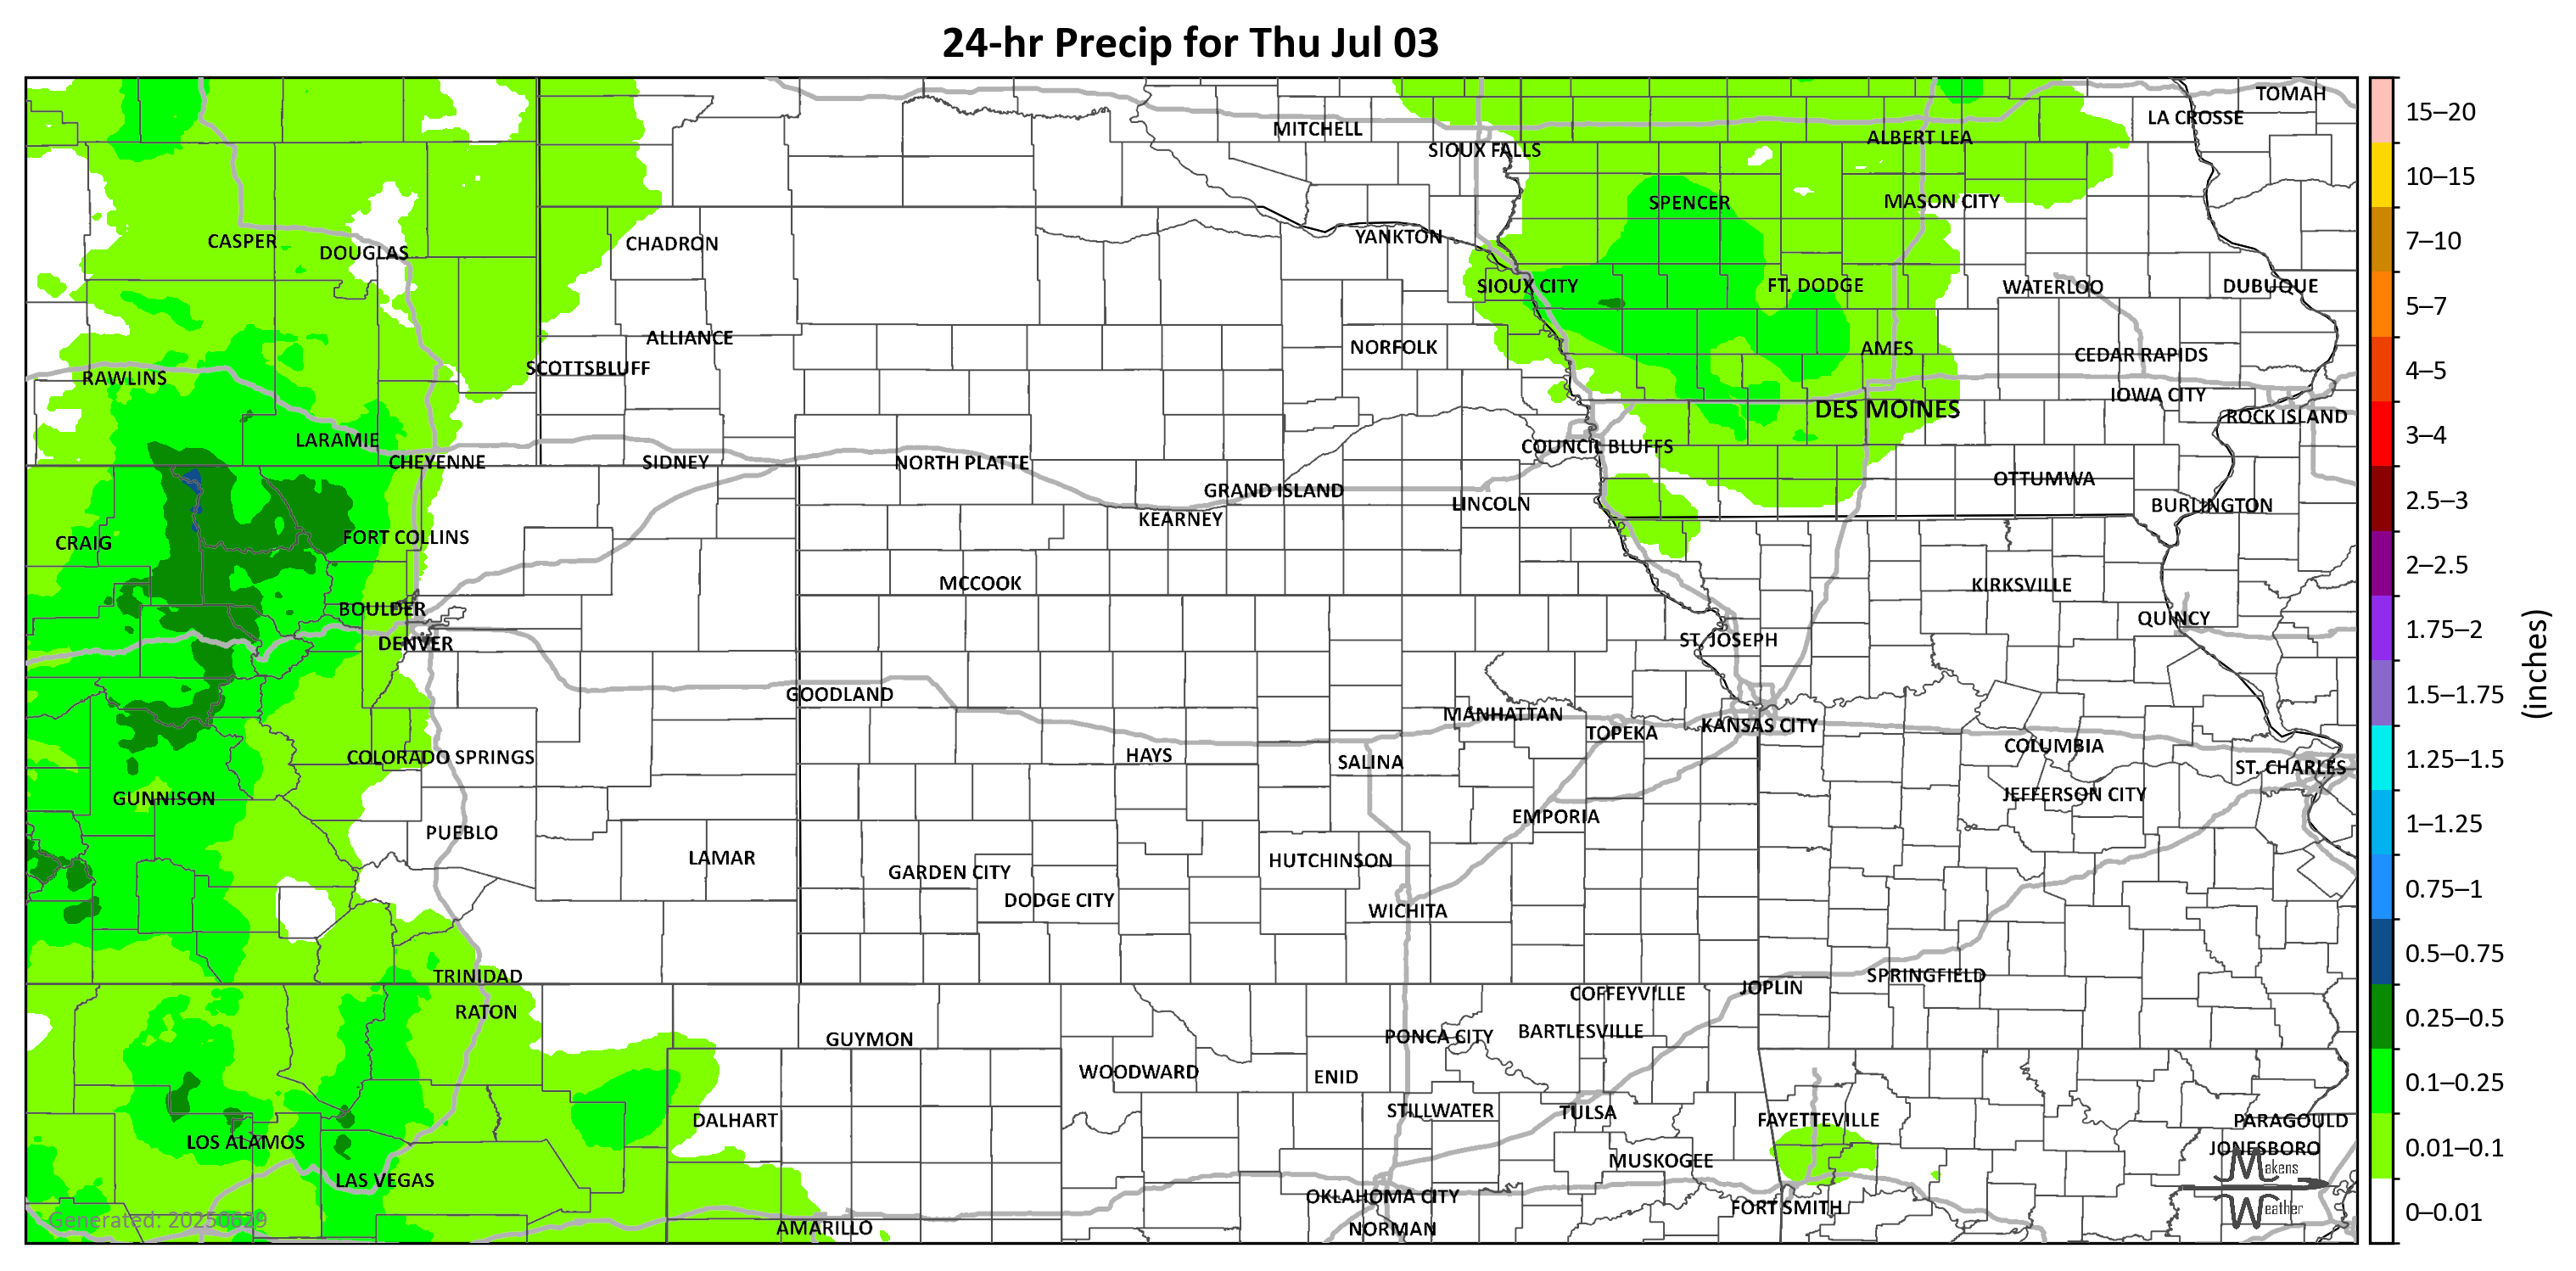 24-hr Precip for Thu Jul 03
TOMAH
LA CROSSE
MITCHELL
ALBERT LEA
SIOUX FALLS
SPENCER
MASON CITY
YANKTON
CASPER
DOUGLAS
CHADRON
SIOUX CITY
FT. DODGE
WATERLOO
DUBUQUE
ALLIANCE
NORFOLK
AMES
CEDAR RAPIDS
SCOTTSBLUFF
RAWLINS
IOWA CITY
DES MOINES
ROCK ISLAND
LARAMIE
COUNCIL BLUFFS
CHEYENNE
SIDNEY
NORTH PLATTE
OTTUMWA
GRAND ISLAND
LINCOLN
BURLINGTON
KEARNEY
FORT COLLINS
CRAIG
MCCOOK
KIRKSVILLE
BOULDER
QUINCY
DENVER
ST. JOSEPH
GOODLAND
MANHATTAN
TOPEKA
KANSAS CITY
COLUMBIA
COLORADO SPRINGS
HAYS
SALINA
ST. CHARLES
GUNNISON
JEFFERSON CITY
EMPORIA
PUEBLO
LAMAR
HUTCHINSON
GARDEN CITY
DODGE CITY
WICHITA
TRINIDAD
SPRINGFIELD
JOPLIN
COFFEYVILLE
RATON
GUYMON
PONCA CITY
BARTLESVILLE
WOODWARD
ENID
STILLWATER
TULSA
DALHART
FAYETTEVILLE
PARAGOULD
LOS ALAMOS
JONESBORO
MUSKOGEE
LAS VEGAS
OKLAHOMA CITY
FORT SMITH
AMARILLO
NORMAN
Makens
Weather
Generated: 20250629
15–20
10–15
7–10
5–7
4–5
3–4
2.5–3
2–2.5
1.75–2
1.5–1.75
1.25–1.5
1–1.25
0.75–1
0.5–0.75
0.25–0.5
0.1–0.25
0.01–0.1
0–0.01
(inches)